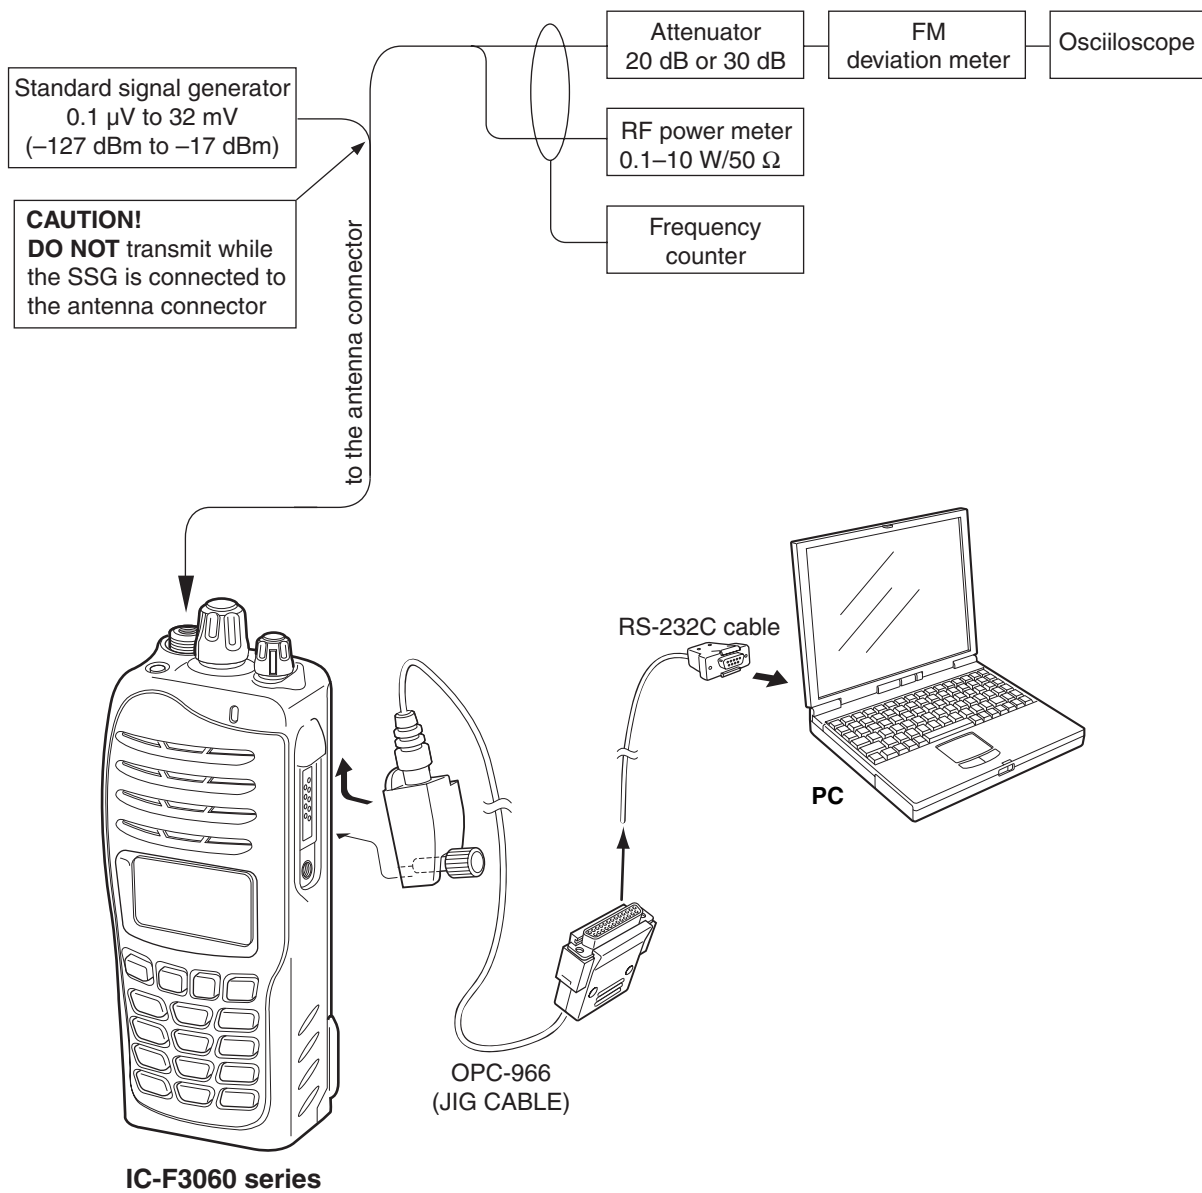 Attenuator
20 dB or 30 dB
FM
deviation meter
Osciiloscope
Standard signal generator
0.1 µV to 32 mV
(–127 dBm to –17 dBm)
RF power meter
0.1–10 W/50 Ω
CAUTION!
DO NOT transmit while
the SSG is connected to
the antenna connector
Frequency
counter
to the antenna connector
RS-232C cable
PC
OPC-966
(JIG CABLE)
IC-F3060 series